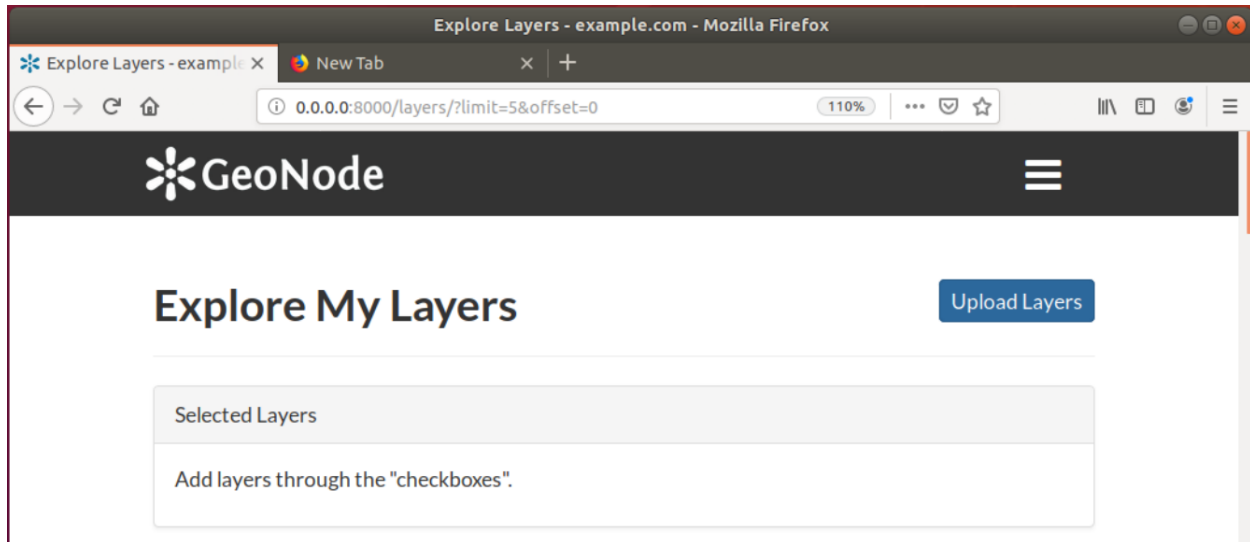 Explore Layers - example.com - Mozilla Firefox
Explore Layers - example
New Tab
0.0.0.0:8000/layers/?limit=5&offset=0
110%
GeoNode
Explore My Layers
Upload Layers
Selected Layers
Add layers through the "checkboxes".